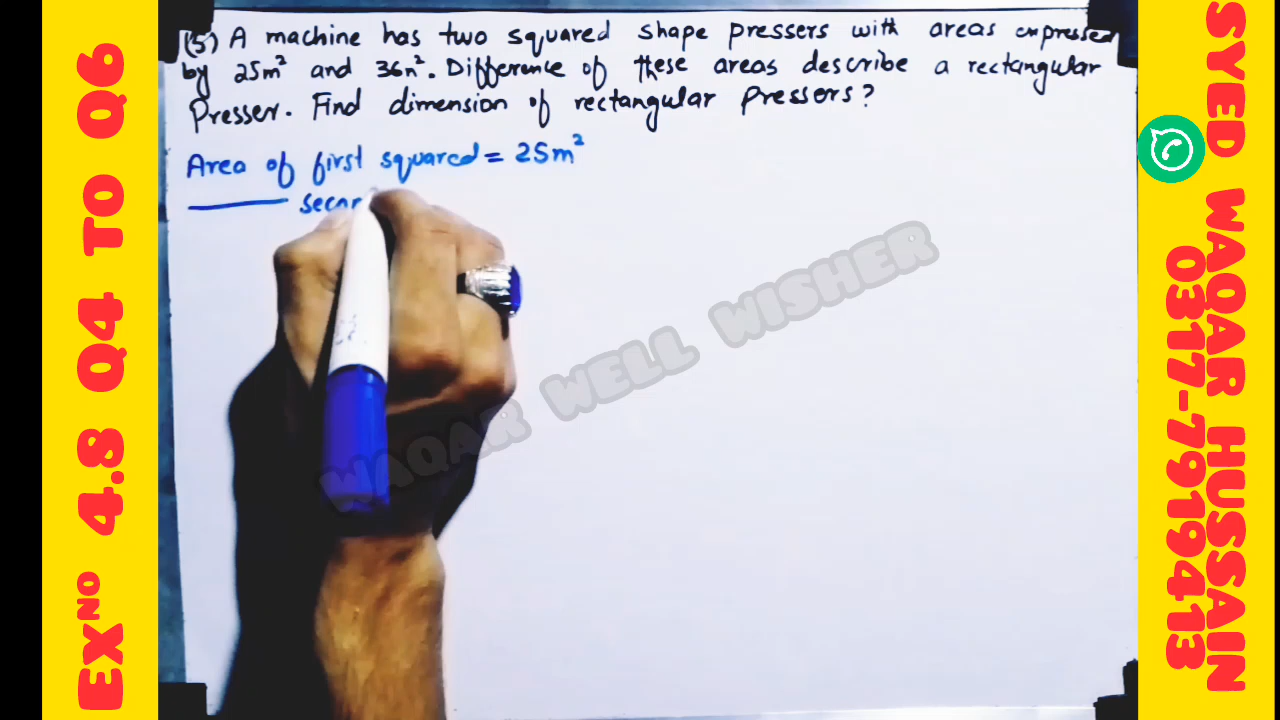 EXᴺᴼ 4.8 Q4 TO Q6
(5) A machine has two squared shape pressers with areas expressed
by 25m² and 36n². Difference of these areas describe a rectangular
Presser. Find dimension of rectangular pressers?
Area of first squared = 25m²
WAQAR WELL WISHER
SYED WAQAR HUSSAIN
0317-7919413